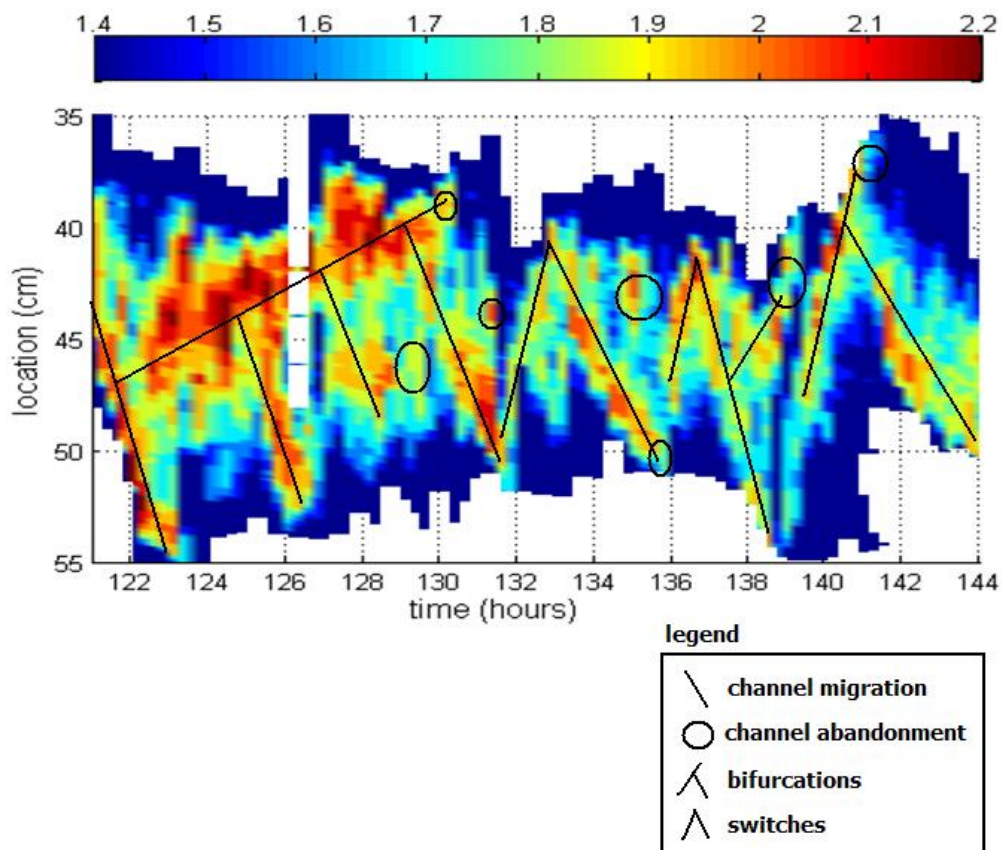 1.4 1.5 1.6 1.7 1.8 1.9 2 2.1 2.2
35
40
45
50
55
location (cm)
122 124 126 128 130 132 134 136 138 140 142 144
time (hours)
legend
channel migration
channel abandonment
bifurcations
switches